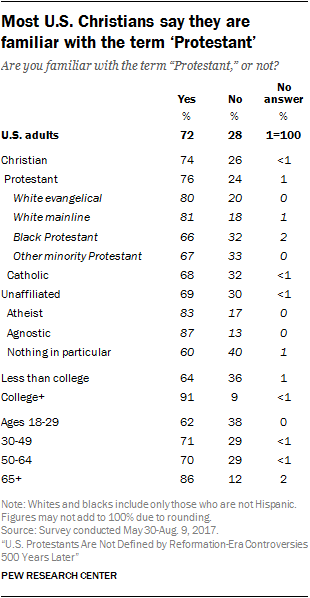 Most U.S. Christians say they are
familiar with the term ‘Protestant’
Are you familiar with the term “Protestant,” or not?
Yes No No answer
% % %
U.S. adults 72 28 1=100
Christian 74 26 <1
Protestant 76 24 1
White evangelical 80 20 0
White mainline 81 18 1
Black Protestant 66 32 2
Other minority Protestant 67 33 0
Catholic 68 32 <1
Unaffiliated 69 30 <1
Atheist 83 17 0
Agnostic 87 13 0
Nothing in particular 60 40 1
Less than college 64 36 1
College+ 91 9 <1
Ages 18-29 62 38 0
30-49 71 29 <1
50-64 70 29 <1
65+ 86 12 2
Note: Whites and blacks include only those who are not Hispanic.
Figures may not add to 100% due to rounding.
Source: Survey conducted May 30-Aug. 9, 2017.
“U.S. Protestants Are Not Defined by Reformation-Era Controversies
500 Years Later”
PEW RESEARCH CENTER